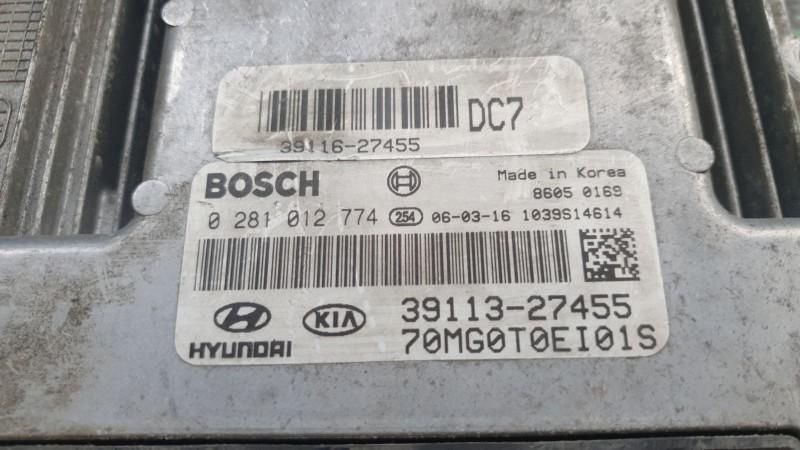 DC7
39116-27455
BOSCH
Made in Korea
8605 0169
0 281 012 774 254 06-03-16 1039S14614
HYUNDAI KIA 39113-27455
70MG0T0EI01S